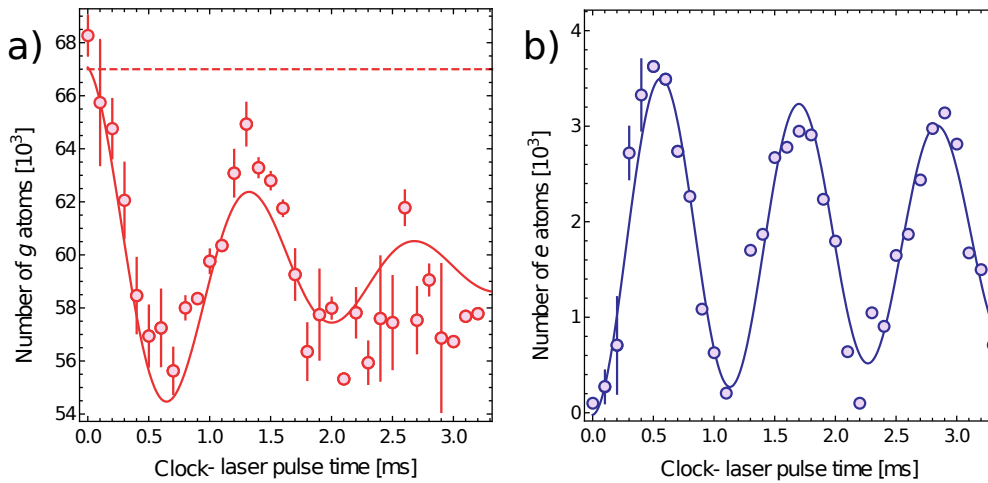 a)
Number of g atoms [10³]
68
66
64
62
60
58
56
54
0.0 0.5 1.0 1.5 2.0 2.5 3.0
Clock- laser pulse time [ms]
b)
Number of e atoms [10³]
4
3
2
1
0
0.0 0.5 1.0 1.5 2.0 2.5 3.0
Clock- laser pulse time [ms]